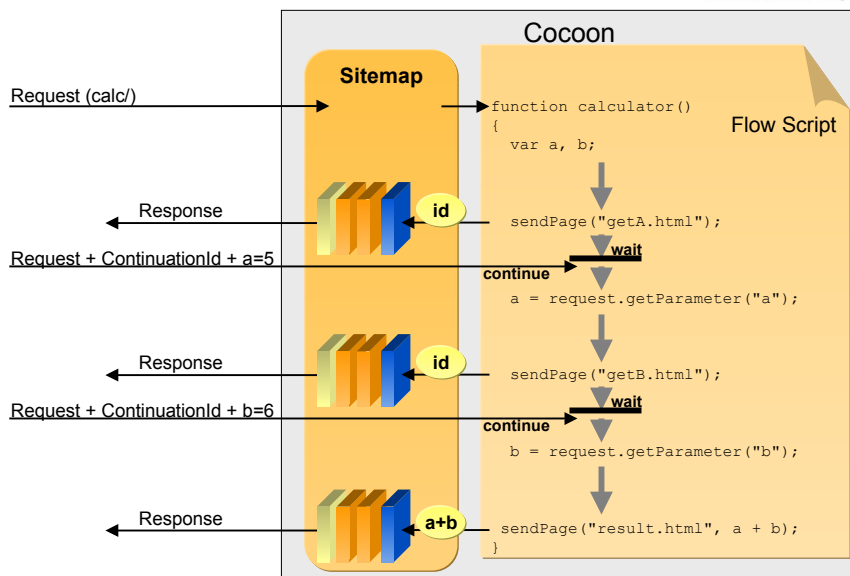 Cocoon
Sitemap
Flow Script
Request (calc/)
function calculator()
{
var a, b;
Response
id
sendPage("getA.html");
wait
Request + ContinuationId + a=5
continue
a = request.getParameter("a");
Response
id
sendPage("getB.html");
wait
Request + ContinuationId + b=6
continue
b = request.getParameter("b");
Response
a+b
sendPage("result.html", a + b);
}